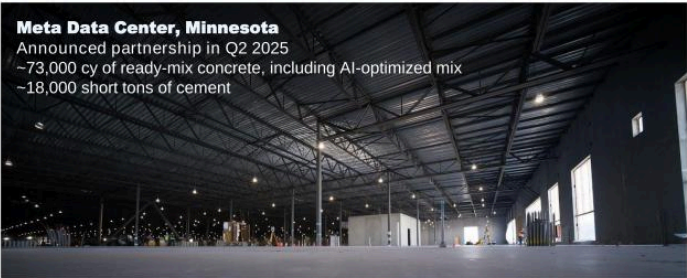 Meta Data Center, Minnesota
Announced partnership in Q2 2025
~73,000 cy of ready-mix concrete, including AI-optimized mix
~18,000 short tons of cement